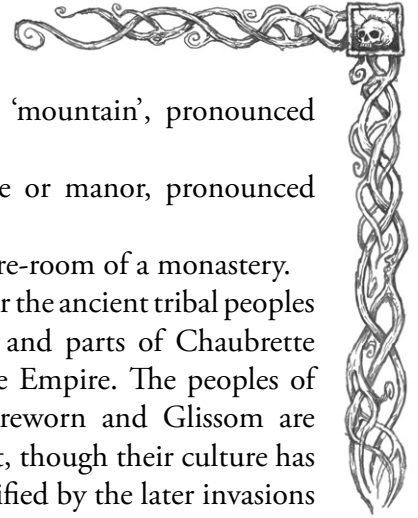 ‘mountain’, pronounced
e or manor, pronounced
re-room of a monastery.
r the ancient tribal peoples
and parts of Chaubrette
e Empire. The peoples of
reworn and Glissom are
t, though their culture has
ified by the later invasions